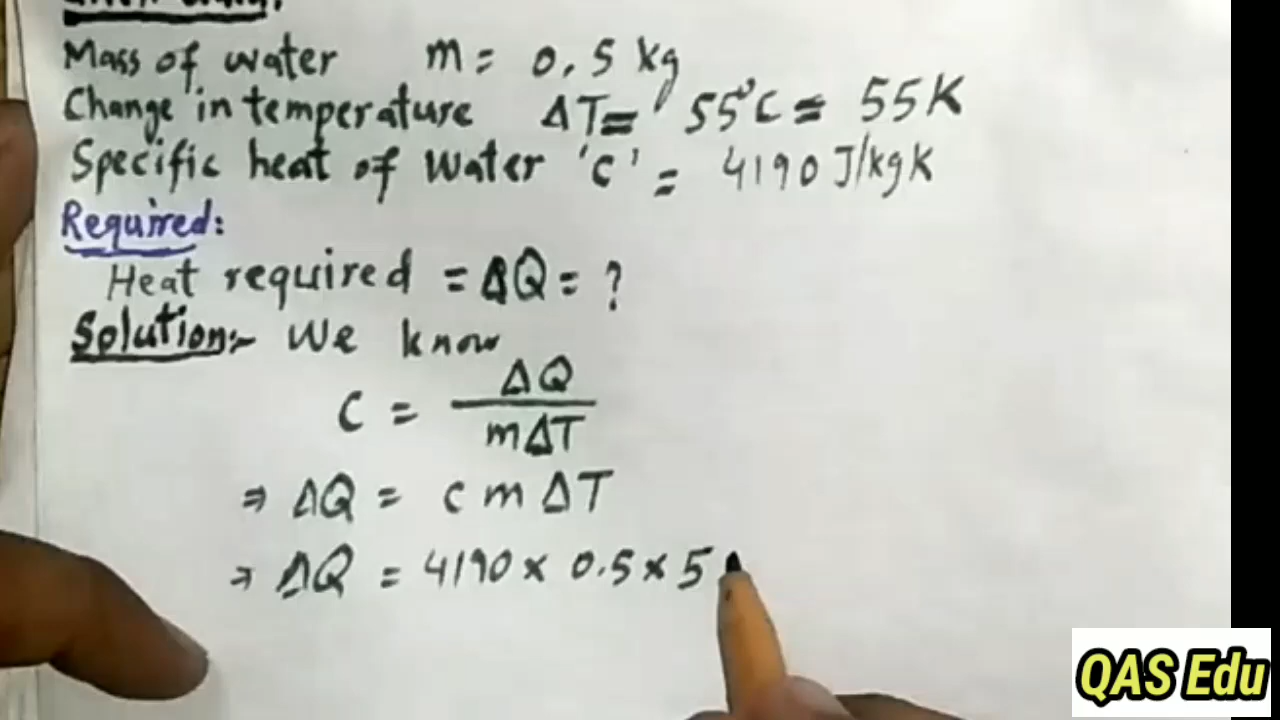 Mass of water m = 0.5 kg
Change in temperature ΔT = 55°C = 55K
Specific heat of water 'c' = 4190 J/kgK
Required:
Heat required = ΔQ = ?
Solution:- We know
C = ΔQ / mΔT
⇒ ΔQ = c m ΔT
⇒ ΔQ = 4190 × 0.5 × 5
QAS Edu